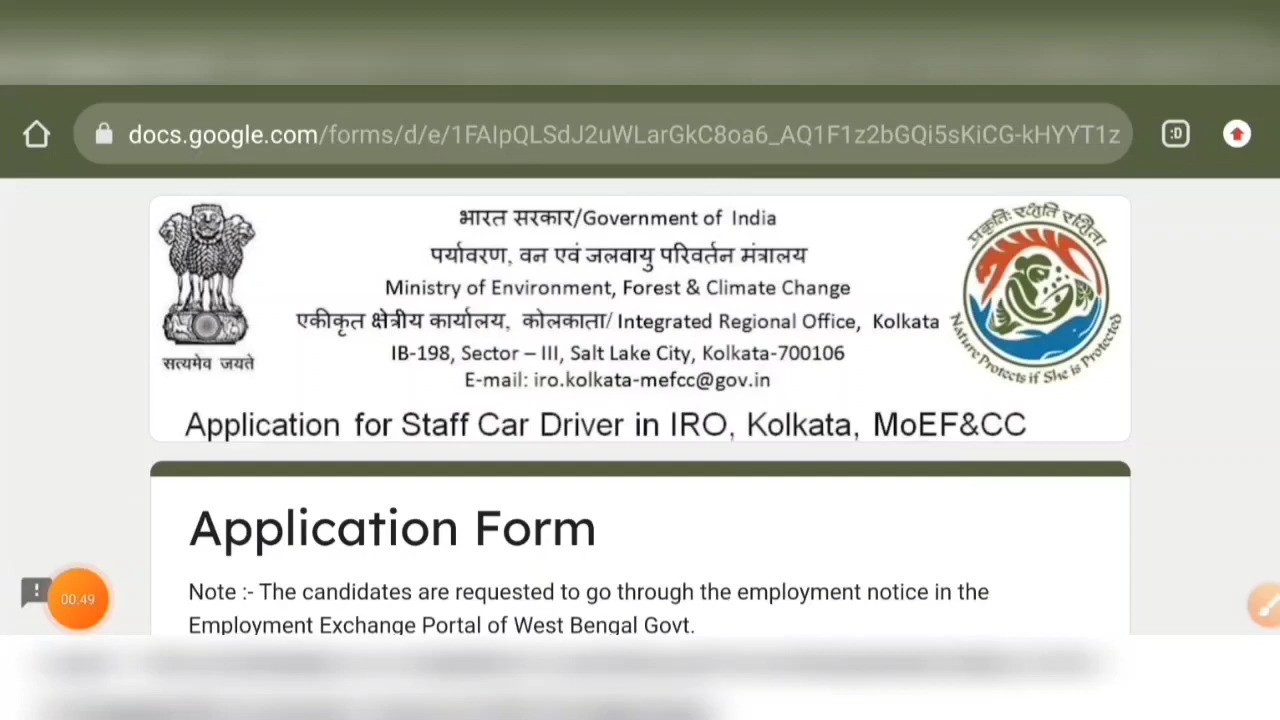 docs.google.com/forms/d/e/1FAIpQLSdJ2uWLarGkC8oa6_AQ1F1z2bGQi5sKiCG-kHYYT1z
:D
भारत सरकार/Government of India
पर्यावरण, वन एवं जलवायु परिवर्तन मंत्रालय
Ministry of Environment, Forest & Climate Change
एकीकृत क्षेत्रीय कार्यालय, कोलकाता/ Integrated Regional Office, Kolkata
IB-198, Sector – III, Salt Lake City, Kolkata-700106
E-mail: iro.kolkata-mefcc@gov.in
सत्यमेव जयते
प्रकृतिः रक्षति रक्षिता
Nature Protects if She is Protected
Application for Staff Car Driver in IRO, Kolkata, MoEF&CC
Application Form
Note :- The candidates are requested to go through the employment notice in the
Employment Exchange Portal of West Bengal Govt.
00:49